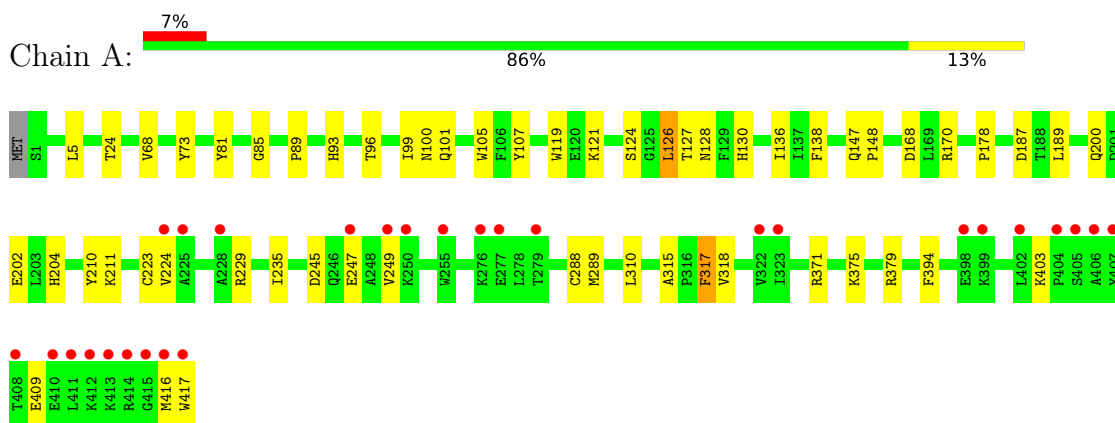 7%
Chain A:
86% 13%
MET S1 L5 T24 V68 Y73 Y81 G85 P89 H93 T96 I99 N100 Q101 W105 F106 Y107 W119 E120 K121 S124 G125 L126 T127 N128 F129 H130 I136 I137 F138 Q147 P148 D168 L169 R170 P178 D187 T188 L189 Q200
E202 L203 H204 Y210 K211 C223 V224 A225 A228 R229 I235 D245 Q246 E247 A248 V249 K250 W255 K276 E277 L278 T279 C288 M289 L310 A315 P316 F317 V318 V322 I323 R371 K375 R379 F394 E398 K399 L402 K403 P404 S405 A406
T408 E409 E410 L411 K412 K413 R414 G415 M416 W417